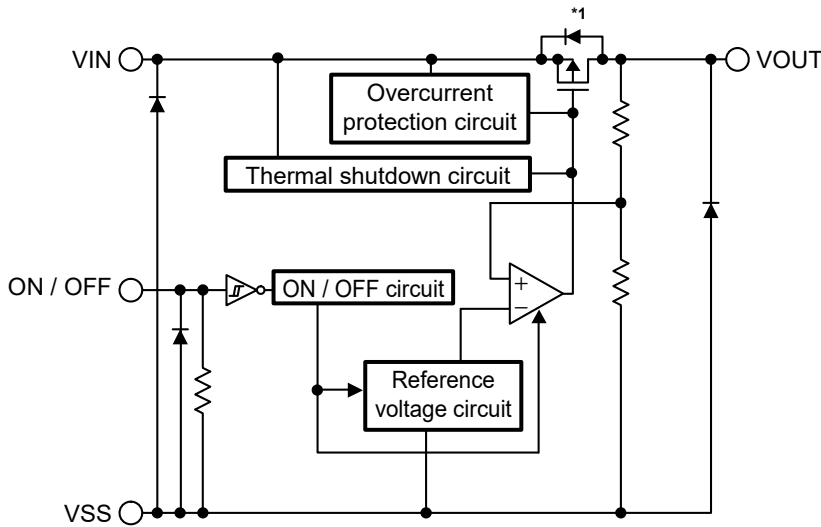 *1
VIN
VOUT
Overcurrent
protection circuit
Thermal shutdown circuit
ON / OFF
ON / OFF circuit
+
−
Reference
voltage circuit
VSS